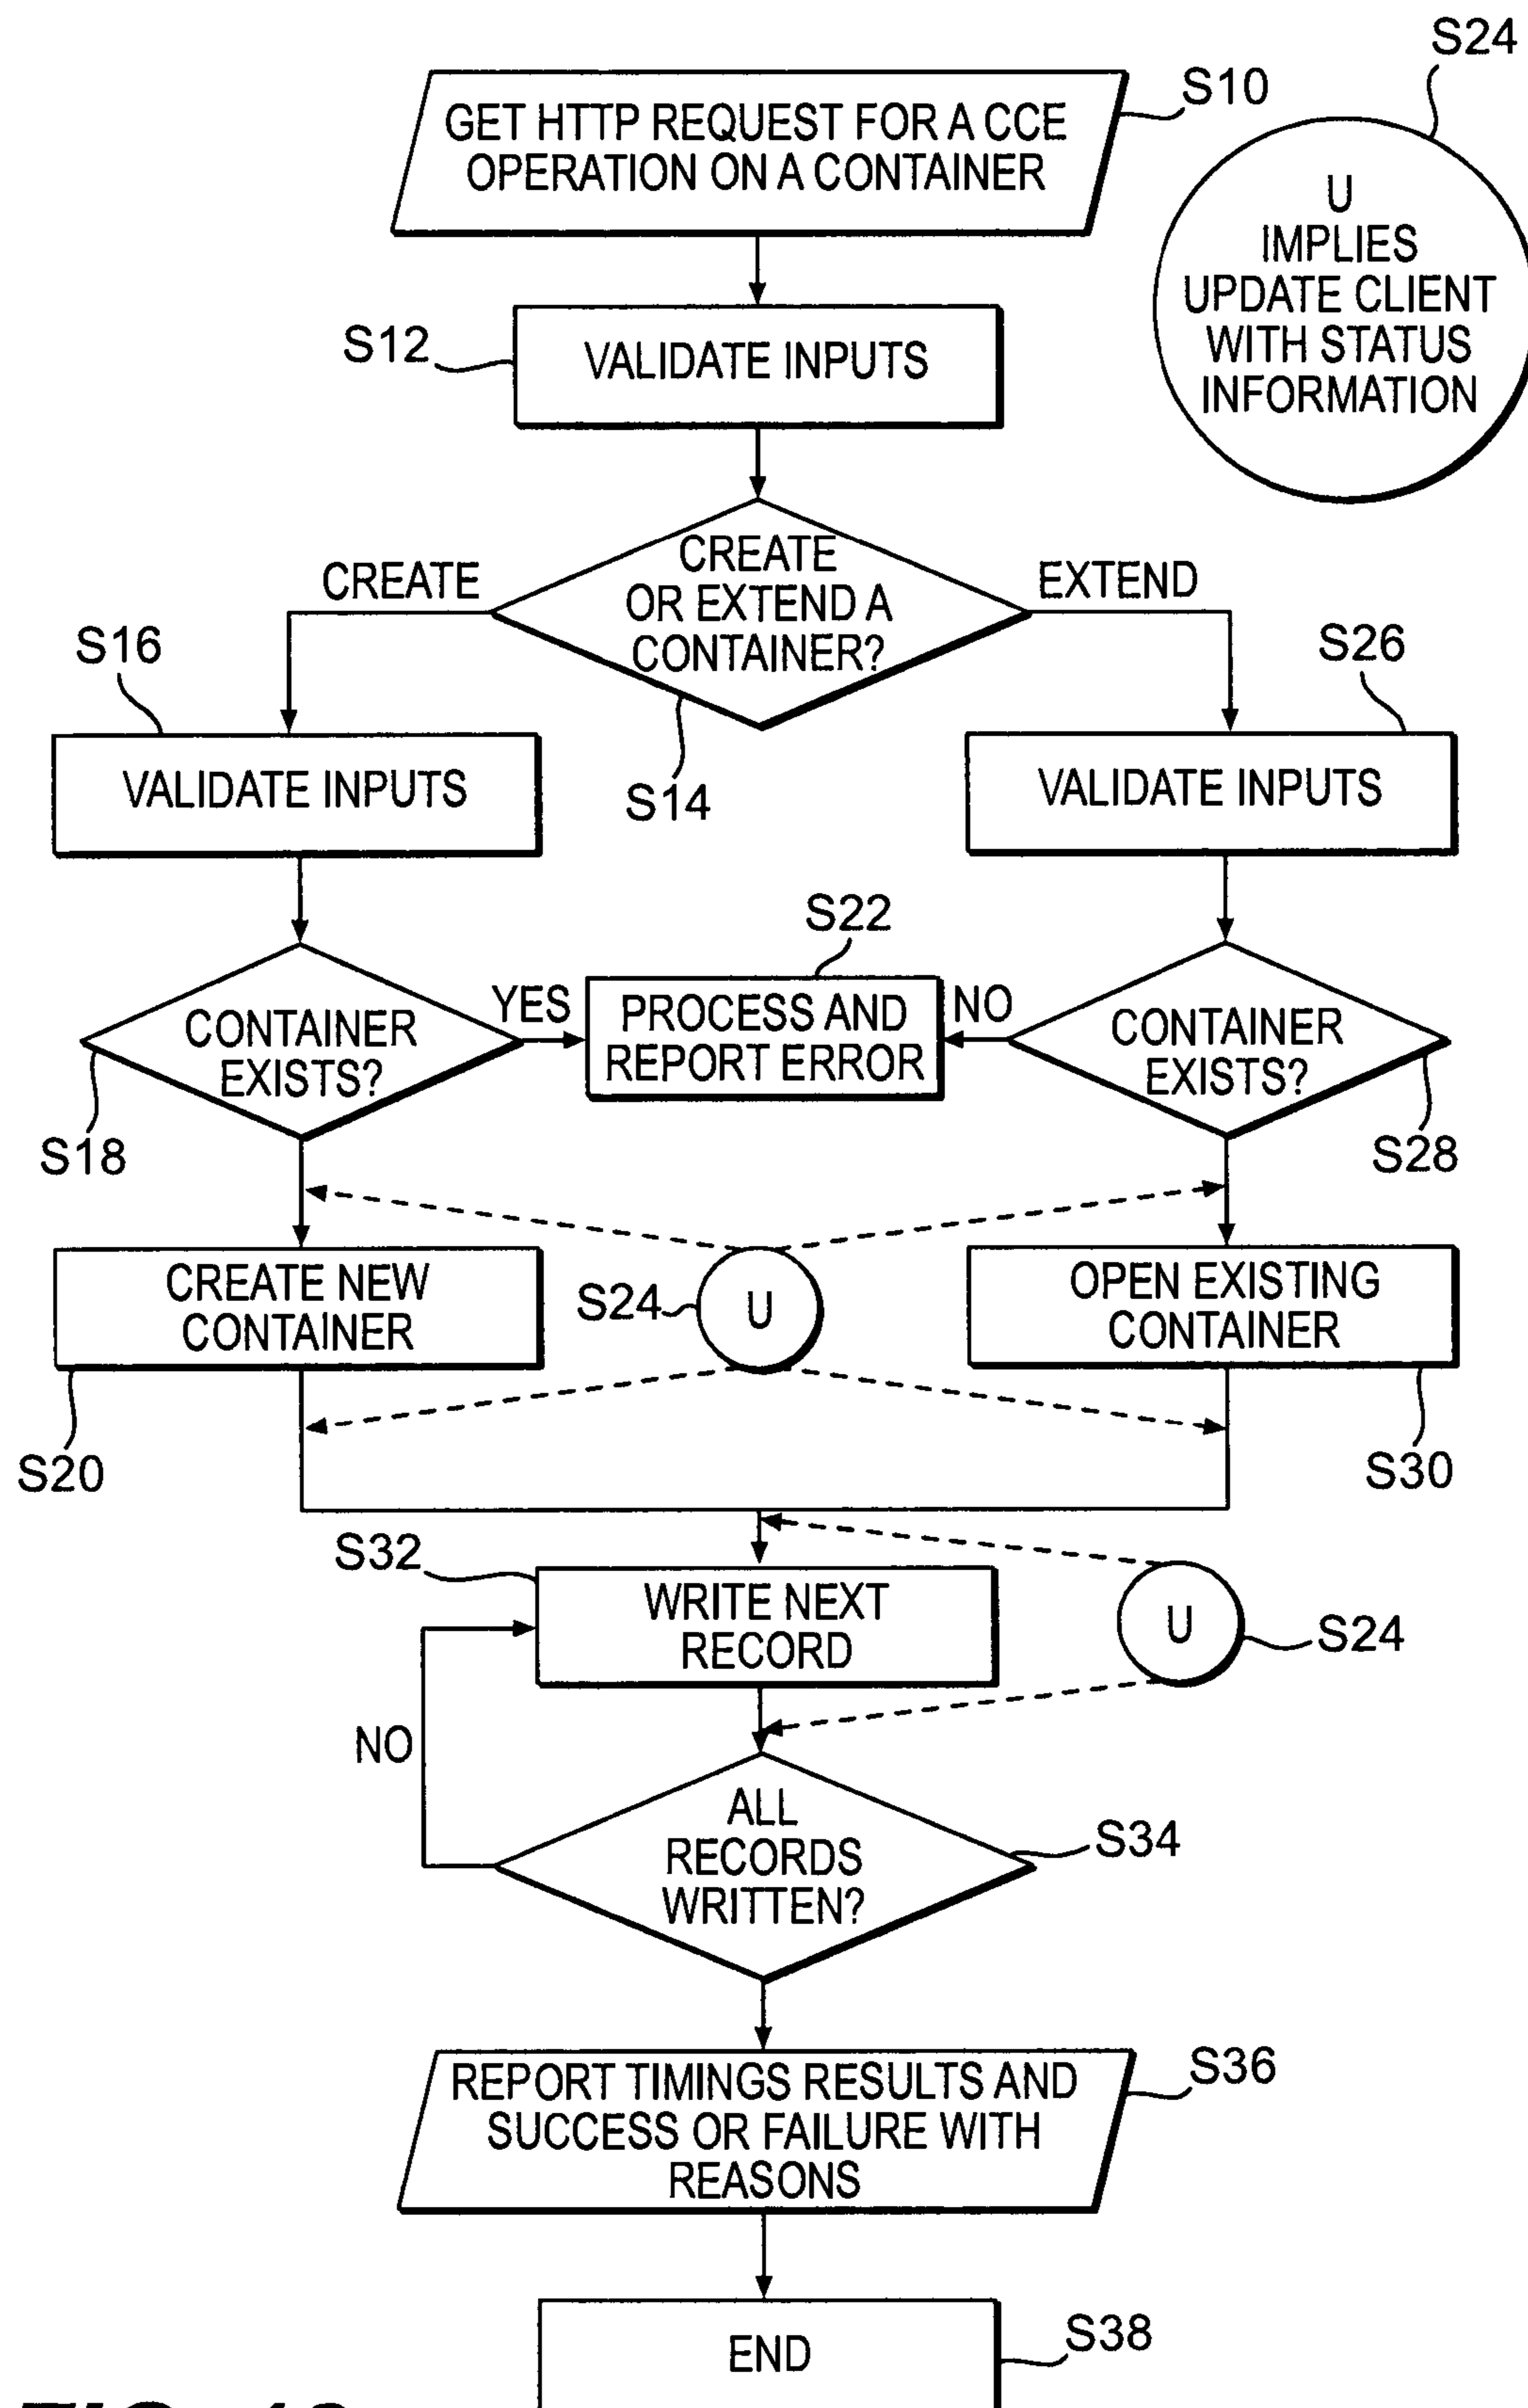 S24
GET HTTP REQUEST FOR A CCE
OPERATION ON A CONTAINER
S10
U
IMPLIES
UPDATE CLIENT
WITH STATUS
INFORMATION
S12
VALIDATE INPUTS
CREATE
OR EXTEND A
CONTAINER?
CREATE
EXTEND
S14
S16
VALIDATE INPUTS
S26
VALIDATE INPUTS
S22
CONTAINER
EXISTS?
YES
PROCESS AND
REPORT ERROR
NO
CONTAINER
EXISTS?
S18
S28
CREATE NEW
CONTAINER
S24
U
OPEN EXISTING
CONTAINER
S20
S30
S32
WRITE NEXT
RECORD
U
S24
NO
ALL
RECORDS
WRITTEN?
S34
REPORT TIMINGS RESULTS AND
SUCCESS OR FAILURE WITH
REASONS
S36
END
S38